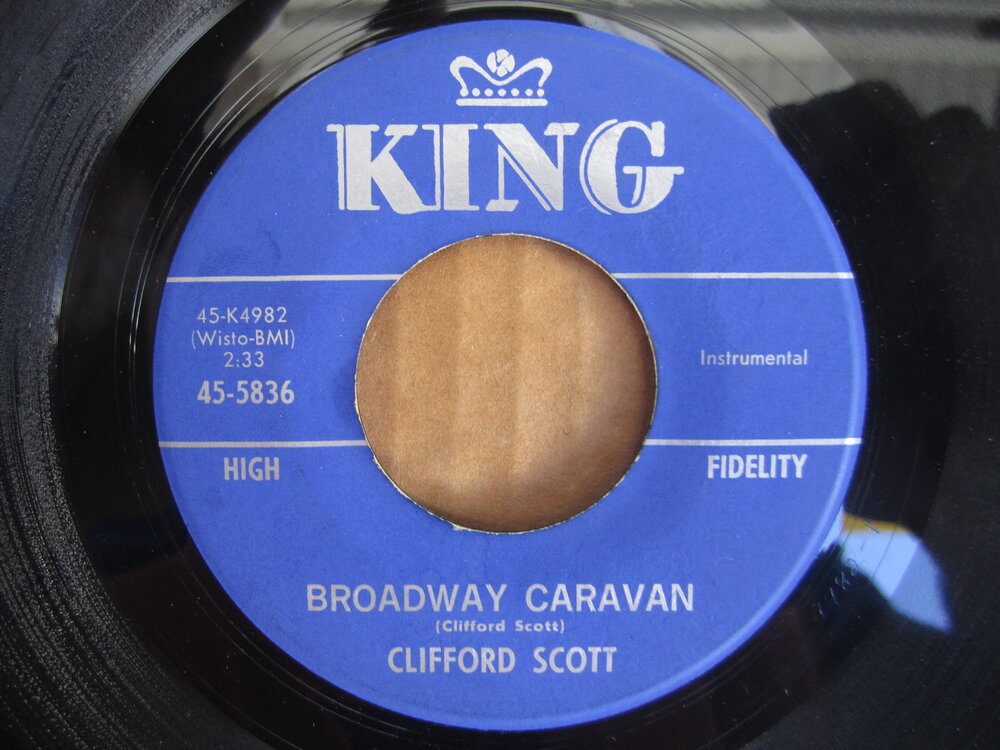 KING
45-K4982
(Wisto-BMI)
2:33
45-5836
Instrumental
HIGH
FIDELITY
BROADWAY CARAVAN
(Clifford Scott)
CLIFFORD SCOTT